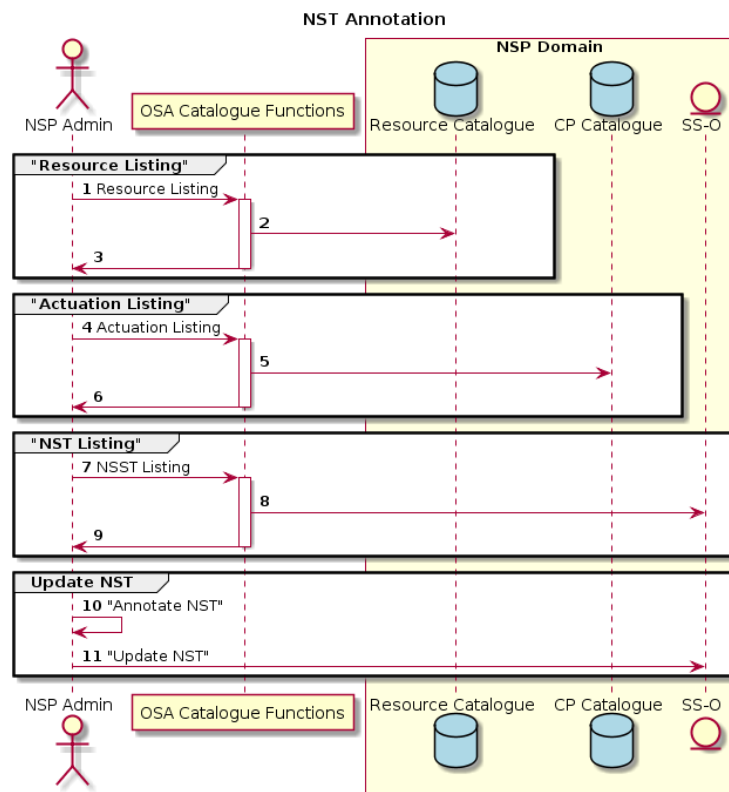 NST Annotation
NSP Domain
NSP Admin
OSA Catalogue Functions
Resource Catalogue
CP Catalogue
SS-O
"Resource Listing"
1 Resource Listing
2
3
"Actuation Listing"
4 Actuation Listing
5
6
"NST Listing"
7 NSST Listing
8
9
Update NST
10 "Annotate NST"
11 "Update NST"
NSP Admin
OSA Catalogue Functions
Resource Catalogue
CP Catalogue
SS-O